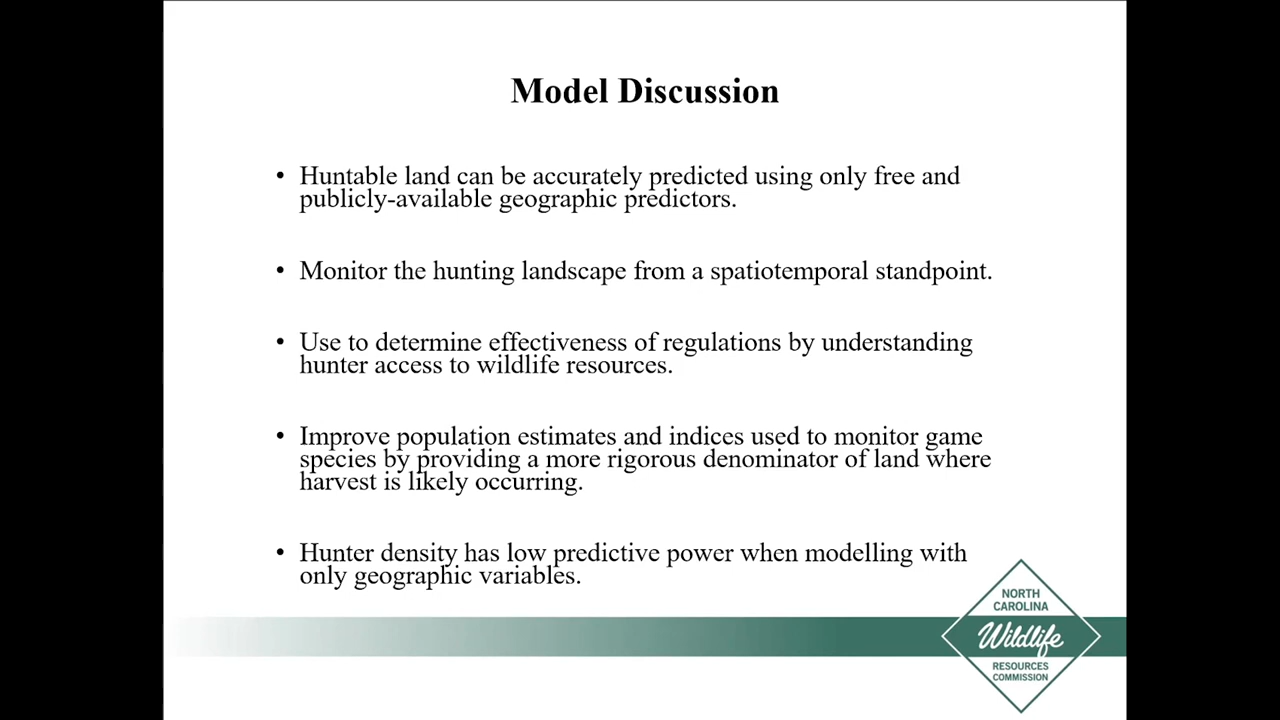 Model Discussion
• Huntable land can be accurately predicted using only free and
publicly-available geographic predictors.
• Monitor the hunting landscape from a spatiotemporal standpoint.
• Use to determine effectiveness of regulations by understanding
hunter access to wildlife resources.
• Improve population estimates and indices used to monitor game
species by providing a more rigorous denominator of land where
harvest is likely occurring.
• Hunter density has low predictive power when modelling with
only geographic variables.
NORTH
CAROLINA
Wildlife
RESOURCES
COMMISSION